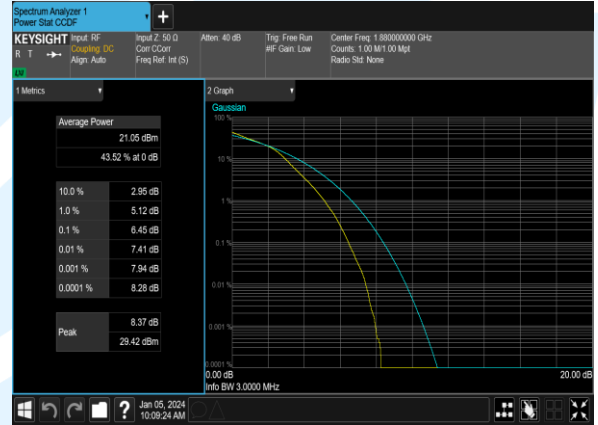 Spectrum Analyzer 1
Power Stat CCDF
+
KEYSIGHT
R T
Input: RF
Coupling: DC
Align: Auto
Input Z: 50 Ω
Corr CCorr
Freq Ref: Int (S)
Atten: 40 dB
Trig: Free Run
#IF Gain: Low
Center Freq: 1.880000000 GHz
Counts: 1.00 M/1.00 Mpt
Radio Std: None
1 Metrics
Average Power
21.05 dBm
43.52 % at 0 dB
10.0 % 2.95 dB
1.0 % 5.12 dB
0.1 % 6.45 dB
0.01 % 7.41 dB
0.001 % 7.94 dB
0.0001 % 8.28 dB
Peak 8.37 dB
29.42 dBm
2 Graph
Gaussian
100 %
10 %
1 %
0.1 %
0.01 %
0.001 %
0.0001 %
0.00 dB 20.00 dB
Info BW 3.0000 MHz
? Jan 05, 2024
10:09:24 AM